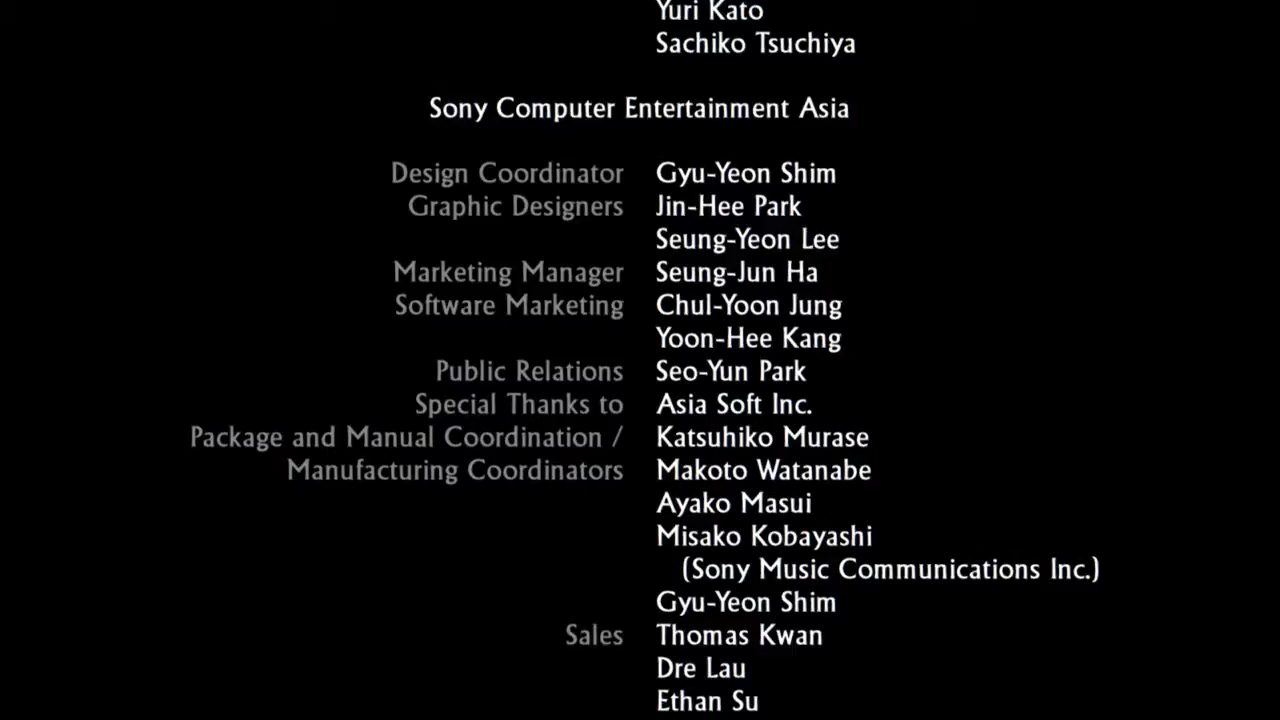 Yuri Kato
Sachiko Tsuchiya
Sony Computer Entertainment Asia
Design Coordinator Gyu-Yeon Shim
Graphic Designers Jin-Hee Park
Seung-Yeon Lee
Marketing Manager Seung-Jun Ha
Software Marketing Chul-Yoon Jung
Yoon-Hee Kang
Public Relations Seo-Yun Park
Special Thanks to Asia Soft Inc.
Package and Manual Coordination / Katsuhiko Murase
Manufacturing Coordinators Makoto Watanabe
Ayako Masui
Misako Kobayashi
(Sony Music Communications Inc.)
Gyu-Yeon Shim
Sales Thomas Kwan
Dre Lau
Ethan Su